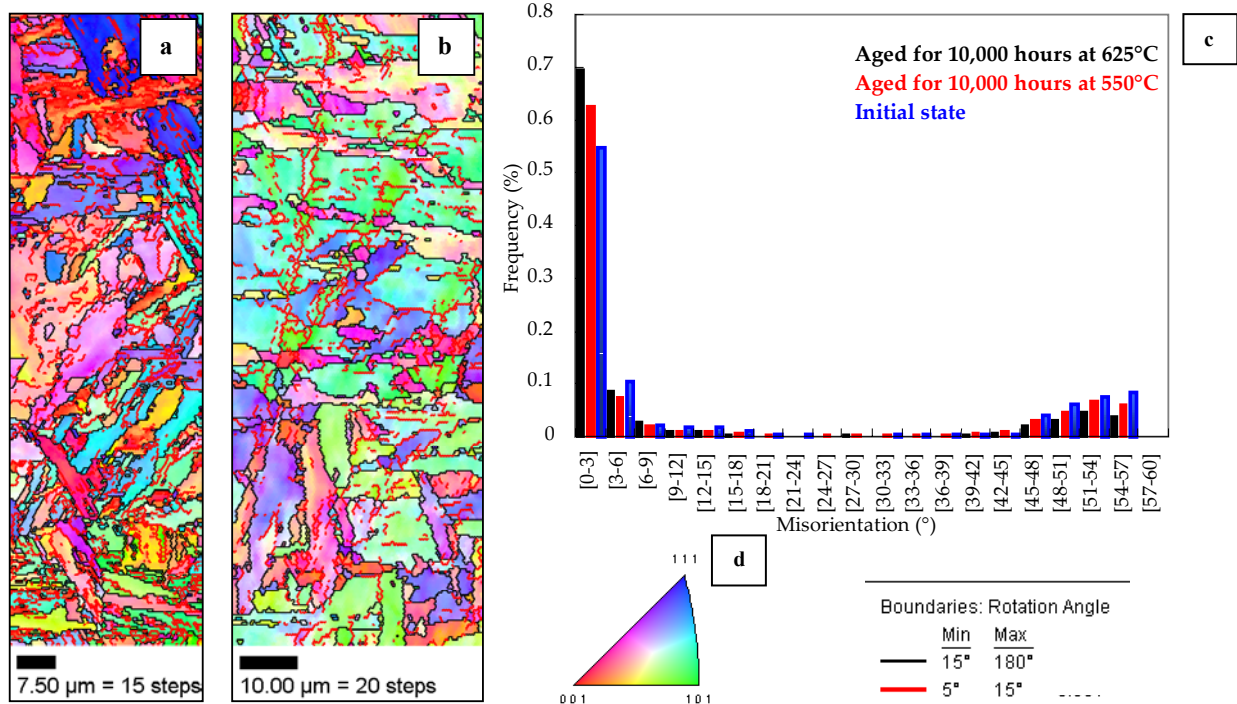 a
7.50 µm = 15 steps
b
10.00 µm = 20 steps
c
Aged for 10,000 hours at 625°C
Aged for 10,000 hours at 550°C
Initial state
Frequency (%)
0.8
0.7
0.6
0.5
0.4
0.3
0.2
0.1
0
[0-3]
[3-6]
[6-9]
[9-12]
[12-15]
[15-18]
[18-21]
[21-24]
[24-27]
[27-30]
[30-33]
[33-36]
[36-39]
[39-42]
[42-45]
[45-48]
[48-51]
[51-54]
[54-57]
[57-60]
Misorientation (°)
d
1 1 1
0 0 1
1 0 1
Boundaries: Rotation Angle
Min Max
15° 180°
5° 15°